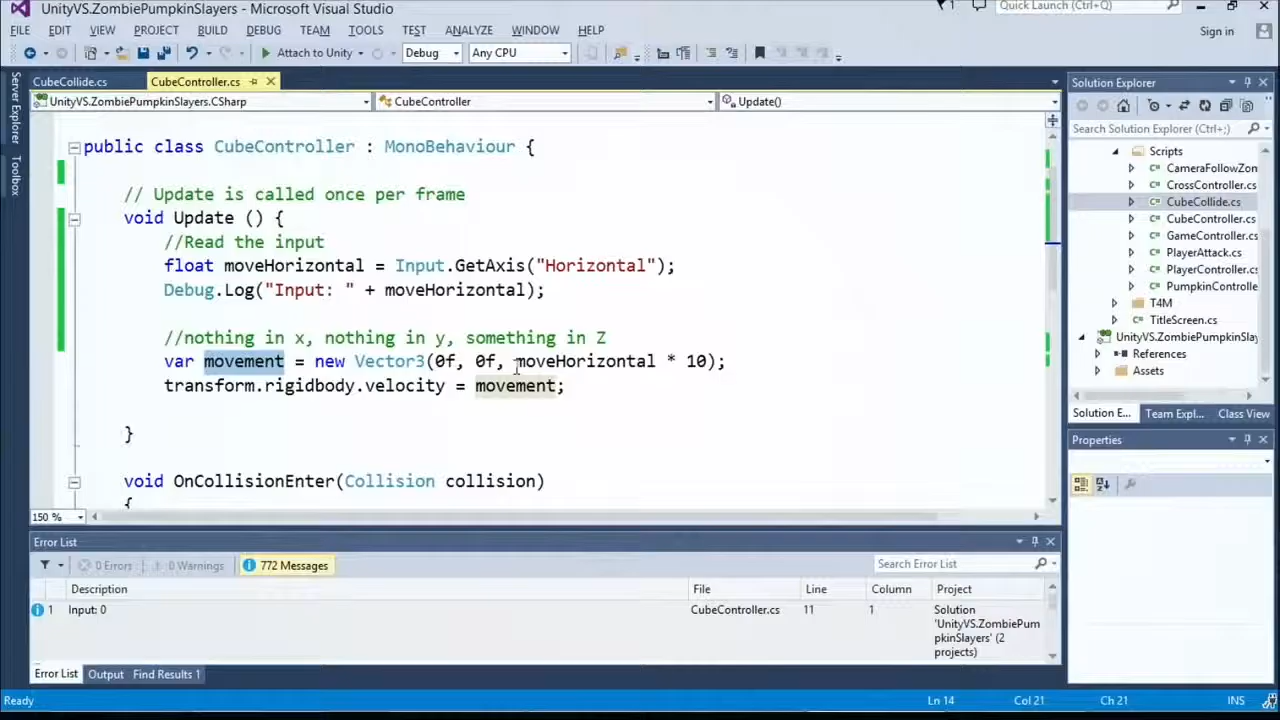 UnityVS.ZombiePumpkinSlayers - Microsoft Visual Studio
1
Quick Launch (Ctrl+Q)
FILE EDIT VIEW PROJECT BUILD DEBUG TEAM TOOLS TEST ANALYZE WINDOW HELP
Sign in
Attach to Unity Debug Any CPU
CubeCollide.cs CubeController.cs
UnityVS.ZombiePumpkinSlayers.CSharp CubeController Update()
Server Explorer
Toolbox
public class CubeController : MonoBehaviour {
// Update is called once per frame
void Update () {
//Read the input
float moveHorizontal = Input.GetAxis("Horizontal");
Debug.Log("Input: " + moveHorizontal);
//nothing in x, nothing in y, something in Z
var movement = new Vector3(0f, 0f, moveHorizontal * 10);
transform.rigidbody.velocity = movement;
}
void OnCollisionEnter(Collision collision)
{
150 %
Solution Explorer
Search Solution Explorer (Ctrl+;)
Scripts
CameraFollowZon
CrossController.cs
CubeCollide.cs
CubeController.cs
GameController.cs
PlayerAttack.cs
PlayerController.cs
PumpkinControlle
T4M
TitleScreen.cs
UnityVS.ZombiePumpkinSlay
References
Assets
Solution E... Team Expl... Class View
Properties
Error List
0 Errors 0 Warnings 772 Messages
Search Error List
Description File Line Column Project
1 Input: 0 CubeController.cs 11 1 Solution
'UnityVS.ZombiePum
pkinSlayers' (2
projects)
Error List Output Find Results 1
Ready Ln 14 Col 21 Ch 21 INS